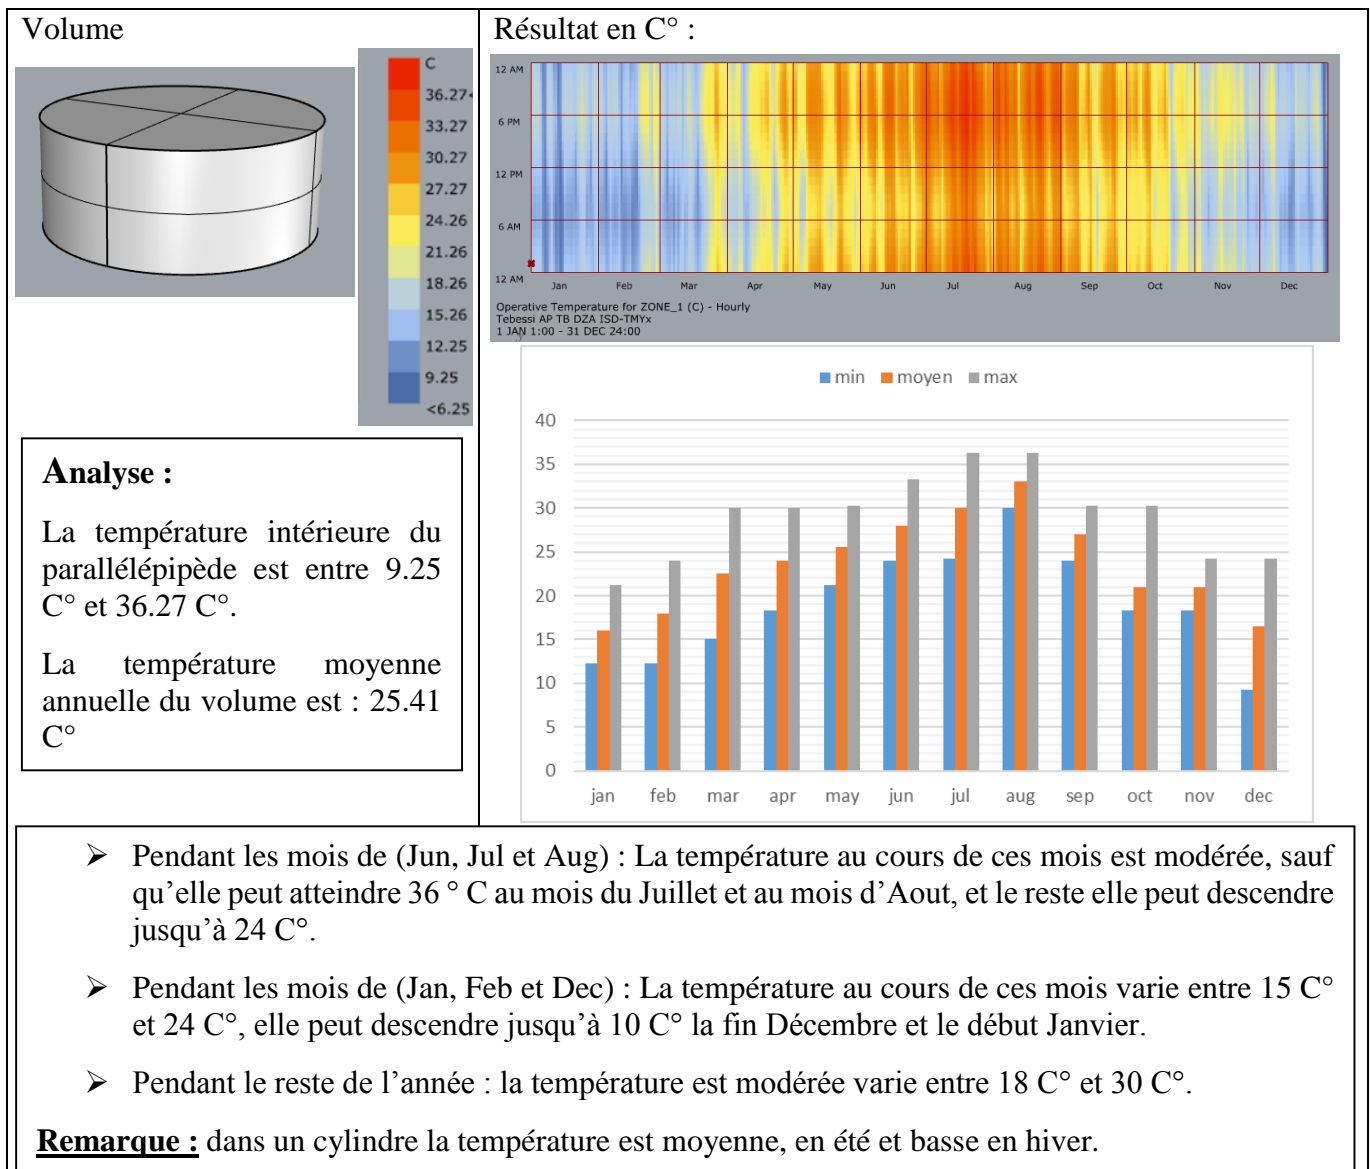 Volume
C
36.27<
33.27
30.27
27.27
24.26
21.26
18.26
15.26
12.25
9.25
<6.25
Analyse :
La température intérieure du
parallélépipède est entre 9.25
C° et 36.27 C°.
La température moyenne
annuelle du volume est : 25.41
C°
Résultat en C° :
12 AM
6 PM
12 PM
6 AM
12 AM
Jan Feb Mar Apr May Jun Jul Aug Sep Oct Nov Dec
Operative Temperature for ZONE_1 (C) - Hourly
Tebessi AP TB DZA ISD-TMYx
1 JAN 1:00 - 31 DEC 24:00
min moyen max
40
35
30
25
20
15
10
5
0
jan feb mar apr may jun jul aug sep oct nov dec
➢ Pendant les mois de (Jun, Jul et Aug) : La température au cours de ces mois est modérée, sauf
qu’elle peut atteindre 36 ° C au mois du Juillet et au mois d’Aout, et le reste elle peut descendre
jusqu’à 24 C°.
➢ Pendant les mois de (Jan, Feb et Dec) : La température au cours de ces mois varie entre 15 C°
et 24 C°, elle peut descendre jusqu’à 10 C° la fin Décembre et le début Janvier.
➢ Pendant le reste de l’année : la température est modérée varie entre 18 C° et 30 C°.
Remarque : dans un cylindre la température est moyenne, en été et basse en hiver.